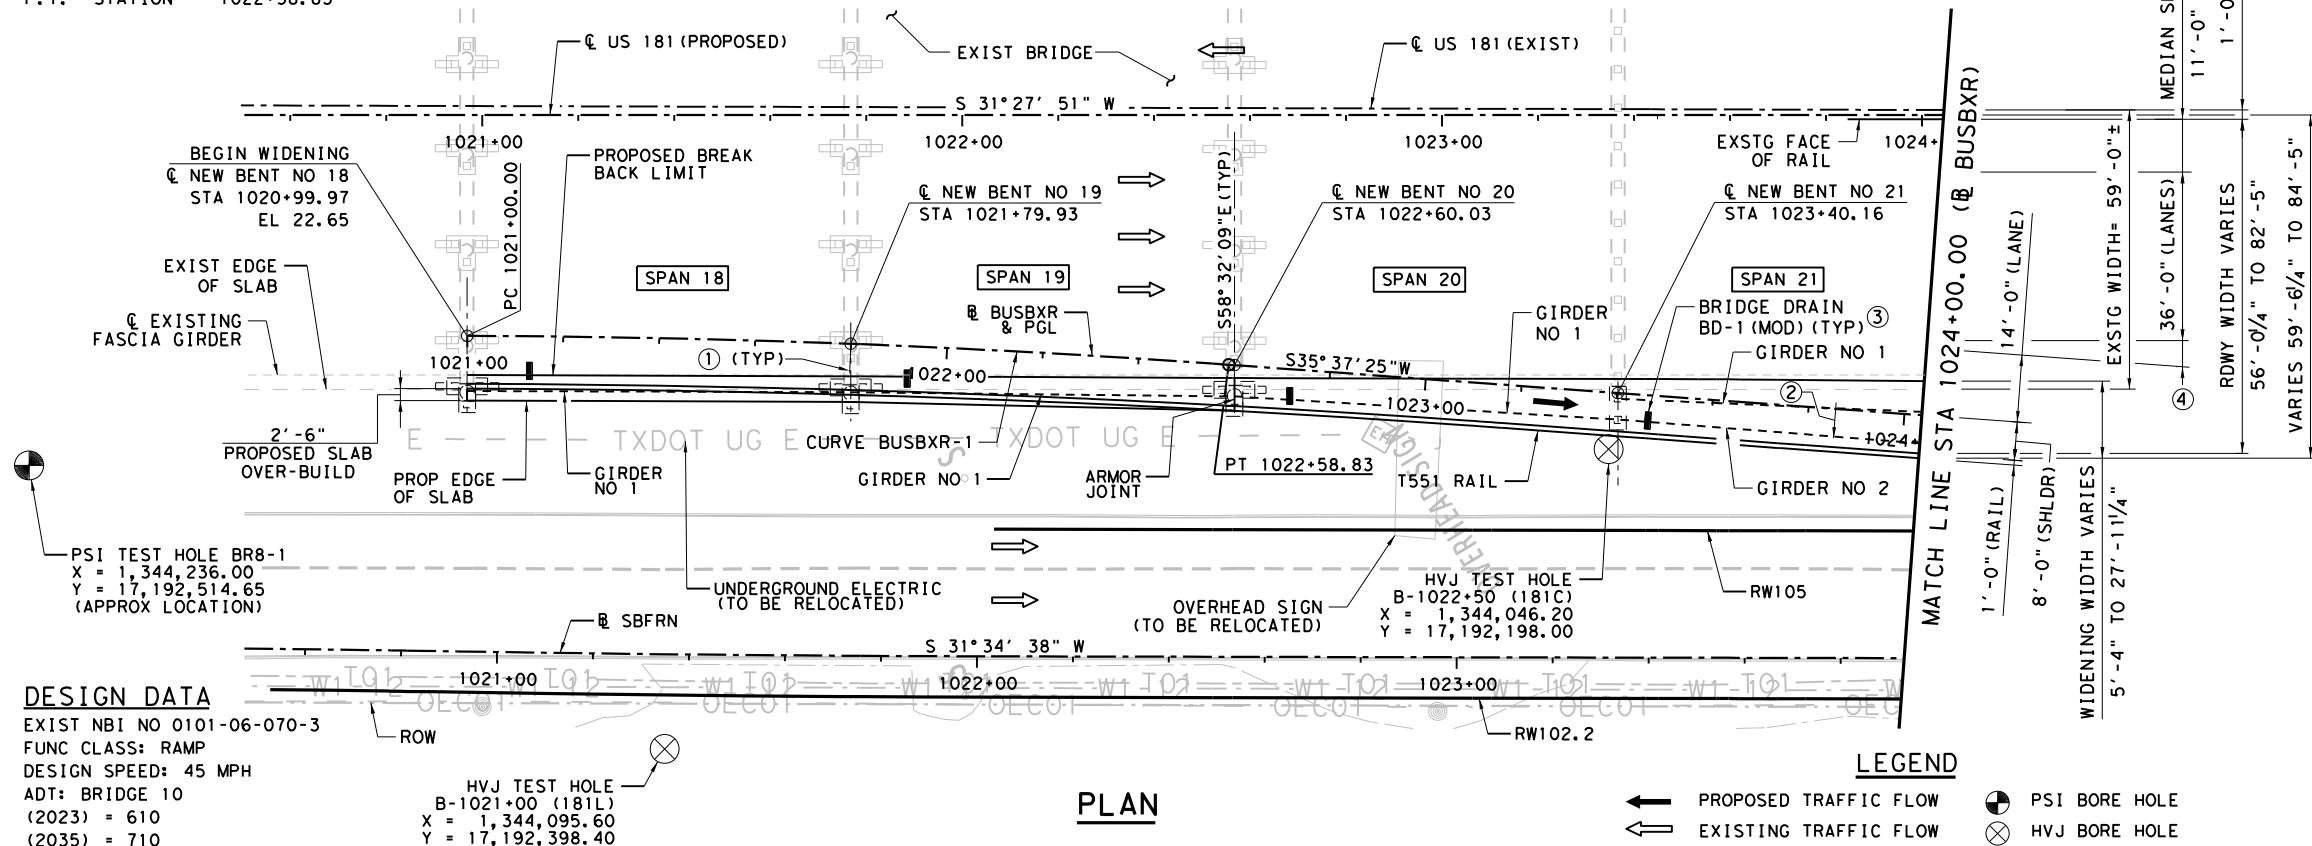 P.T. STATION 1022+58.83
℄ US 181 (PROPOSED)
EXIST BRIDGE
℄ US 181 (EXIST)
S 31°27' 51" W
1021+00
1022+00
1023+00
1024+
BEGIN WIDENING
℄ NEW BENT NO 18
STA 1020+99.97
EL 22.65
PC 1021+00.00
PROPOSED BREAK
BACK LIMIT
℄ NEW BENT NO 19
STA 1021+79.93
S58°32'09"E (TYP)
℄ NEW BENT NO 20
STA 1022+60.03
EXSTG FACE
OF RAIL
℄ NEW BENT NO 21
STA 1023+40.16
EXIST EDGE
OF SLAB
SPAN 18
SPAN 19
SPAN 20
SPAN 21
℄ EXISTING
FASCIA GIRDER
1021+00
1 (TYP)
B BUSBXR
& PGL
1022+00
S35°37'25"W
GIRDER
NO 1
BRIDGE DRAIN
BD-1 (MOD) (TYP) 3
GIRDER NO 1
1023+00
2
1024+
2'-6"
PROPOSED SLAB
OVER-BUILD
E
TXDOT UG E
CURVE BUSBXR-1
TXDOT UG E
PROP EDGE
OF SLAB
GIRDER
NO 1
GIRDER NO 1
ARMOR
JOINT
PT 1022+58.83
T551 RAIL
GIRDER NO 2
PSI TEST HOLE BR8-1
X = 1,344,236.00
Y = 17,192,514.65
(APPROX LOCATION)
UNDERGROUND ELECTRIC
(TO BE RELOCATED)
OVERHEAD SIGN
(TO BE RELOCATED)
HVJ TEST HOLE
B-1022+50 (181C)
X = 1,344,046.20
Y = 17,192,198.00
RW105
B SBFRN
S 31°34' 38" W
1021+00
1022+00
1023+00
W1 TO1 2
OEC01
OEC01
OEC01
OEC01
ROW
RW102.2
MATCH LINE STA 1024+00.00 (B BUSBXR)
MEDIAN S
11'-0"
1'-0
EXSTG WIDTH= 59'-0"±
36'-0" (LANES)
4
RDWY WIDTH VARIES
56'-0¼" TO 82'-5"
VARIES 59'-6¼" TO 84'-5"
14'-0" (LANE)
1'-0" (RAIL)
8'-0" (SHLDR)
WIDENING WIDTH VARIES
5'-4" TO 27'-11¼"
DESIGN DATA
EXIST NBI NO 0101-06-070-3
FUNC CLASS: RAMP
DESIGN SPEED: 45 MPH
ADT: BRIDGE 10
(2023) = 610
(2035) = 710
HVJ TEST HOLE
B-1021+00 (181L)
X = 1,344,095.60
Y = 17,192,398.40
PLAN
LEGEND
PROPOSED TRAFFIC FLOW
PSI BORE HOLE
EXISTING TRAFFIC FLOW
HVJ BORE HOLE